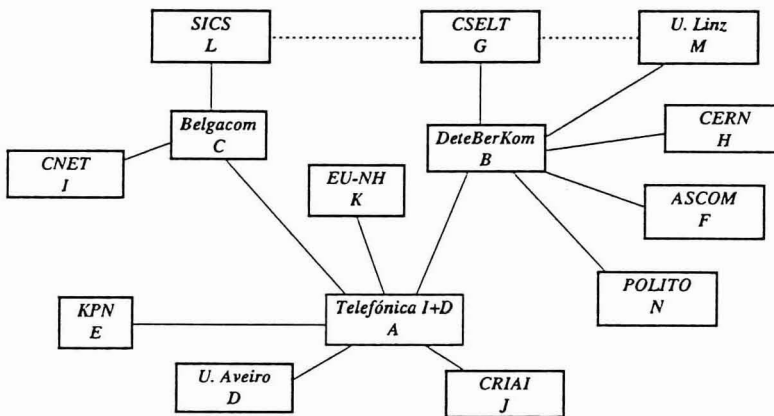 SICS
L
CSELT
G
U. Linz
M
Belgacom
C
DeteBerKom
B
CERN
H
CNET
I
EU-NH
K
ASCOM
F
POLITO
N
KPN
E
Telefónica I+D
A
U. Aveiro
D
CRIAI
J